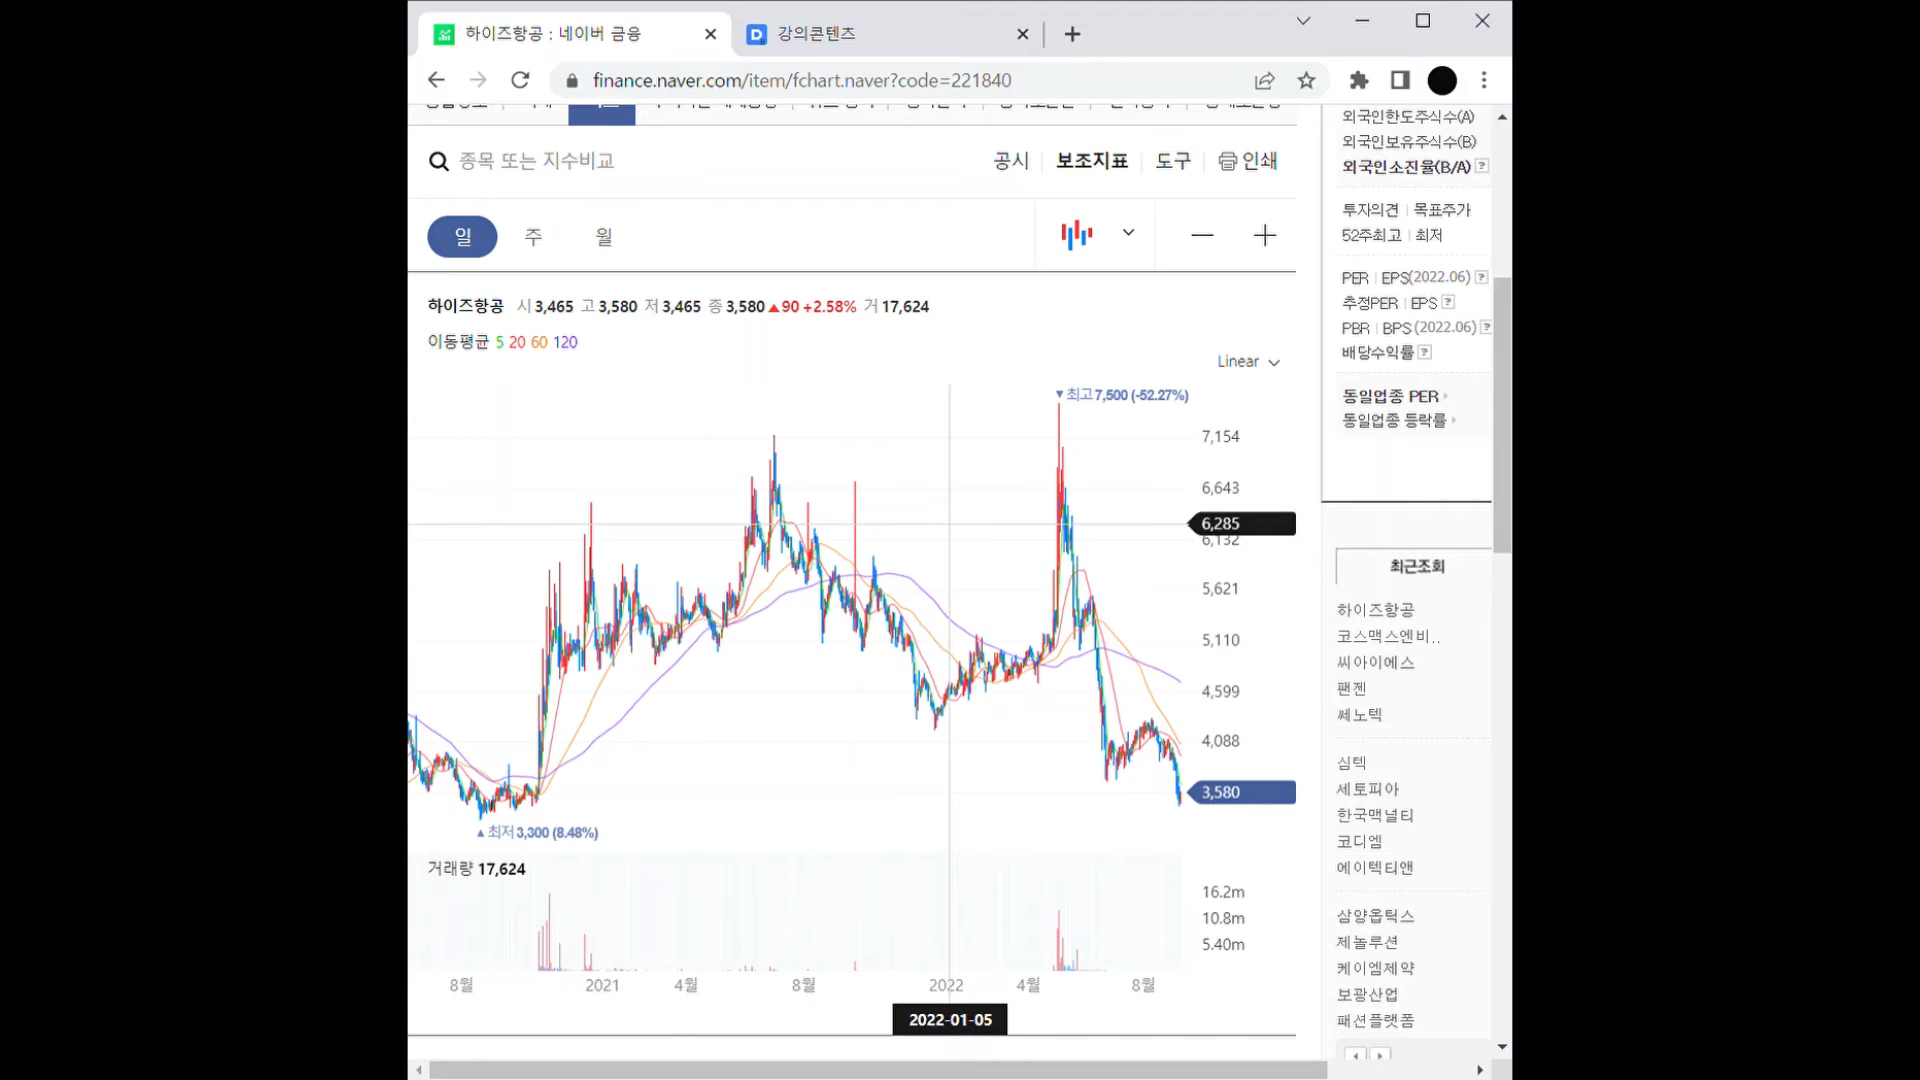 하이즈항공 : 네이버 금융
강의콘텐츠
finance.naver.com/item/fchart.naver?code=221840
종목 또는 지수비교
공시 보조지표 도구 인쇄
일 주 월
하이즈항공 시 3,465 고 3,580 저 3,465 종 3,580 ▲90 +2.58% 거 17,624
이동평균 5 20 60 120
Linear
▼최고 7,500 (-52.27%)
7,154
6,643
6,285
6,132
5,621
5,110
4,599
4,088
3,580
▲최저 3,300 (8.48%)
거래량 17,624
16.2m
10.8m
5.40m
8월 2021 4월 8월 2022 4월 8월
2022-01-05
외국인한도주식수(A)
외국인보유주식수(B)
외국인소진율(B/A) ?
투자의견 | 목표주가
52주최고 | 최저
PER | EPS(2022.06) ?
추정PER | EPS ?
PBR | BPS (2022.06) ?
배당수익률 ?
동일업종 PER
동일업종 등락률
최근조회
하이즈항공
코스맥스엔비..
씨아이에스
팬젠
쎄노텍
심텍
세토피아
한국맥널티
코디엠
에이텍티앤
삼양옵틱스
제놀루션
케이엠제약
보광산업
패션플랫폼